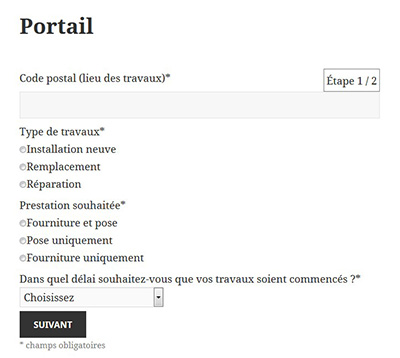 Portail
Code postal (lieu des travaux)*
Étape 1 / 2
Type de travaux*
Installation neuve
Remplacement
Réparation
Prestation souhaitée*
Fourniture et pose
Pose uniquement
Fourniture uniquement
Dans quel délai souhaitez-vous que vos travaux soient commencés ?*
Choisissez
SUIVANT
* champs obligatoires